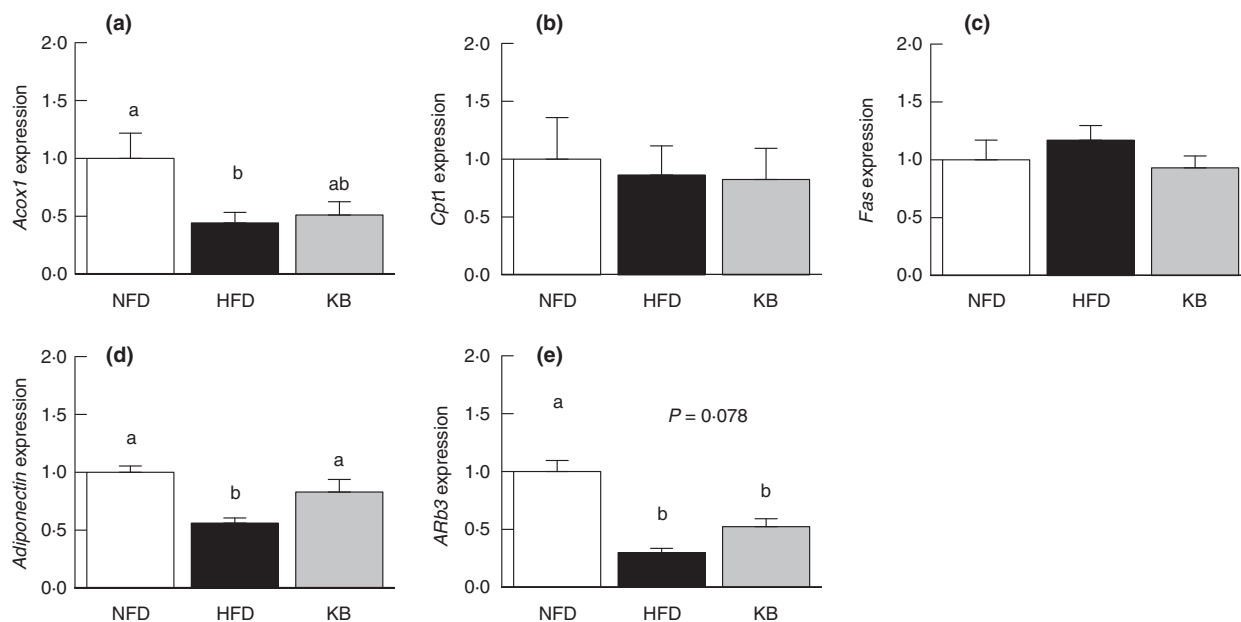 (a)
2·0
1·5
1·0
0·5
0·0
Acox1 expression
a
b
ab
NFD HFD KB
(b)
2·0
1·5
1·0
0·5
0·0
Cpt1 expression
NFD HFD KB
(c)
2·0
1·5
1·0
0·5
0·0
Fas expression
NFD HFD KB
(d)
2·0
1·5
1·0
0·5
0·0
Adiponectin expression
a
b
a
NFD HFD KB
(e)
2·0
1·5
1·0
0·5
0·0
ARb3 expression
a
P = 0·078
b
b
NFD HFD KB